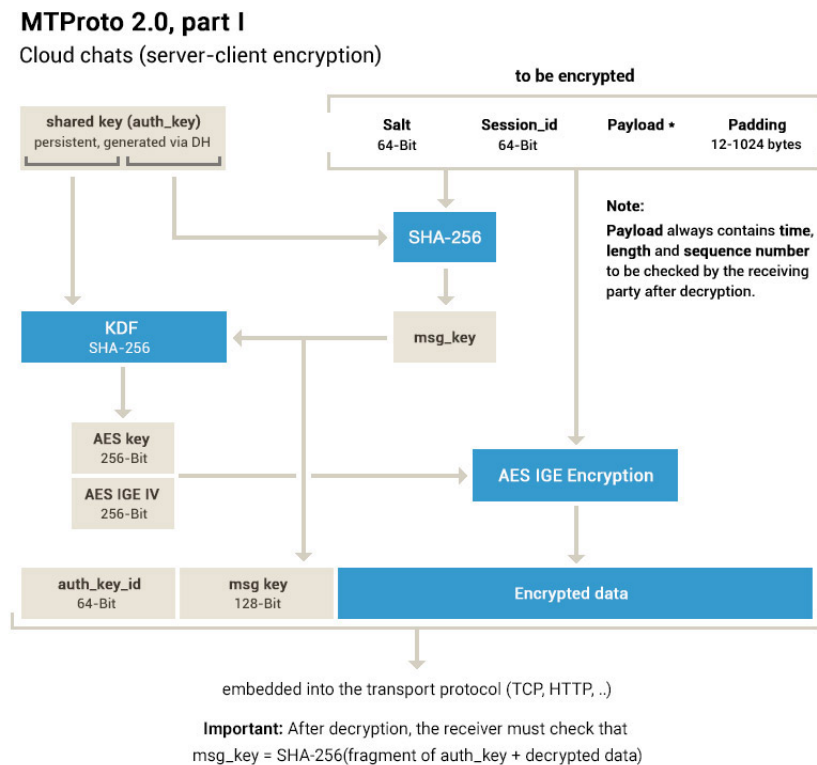 MTProto 2.0, part I
Cloud chats (server-client encryption)
to be encrypted
shared key (auth_key)
persistent, generated via DH
Salt
64-Bit
Session_id
64-Bit
Payload *
Padding
12-1024 bytes
Note:
Payload always contains time,
length and sequence number
to be checked by the receiving
party after decryption.
SHA-256
KDF
SHA-256
msg_key
AES key
256-Bit
AES IGE IV
256-Bit
AES IGE Encryption
auth_key_id
64-Bit
msg key
128-Bit
Encrypted data
embedded into the transport protocol (TCP, HTTP, ..)
Important: After decryption, the receiver must check that
msg_key = SHA-256(fragment of auth_key + decrypted data)